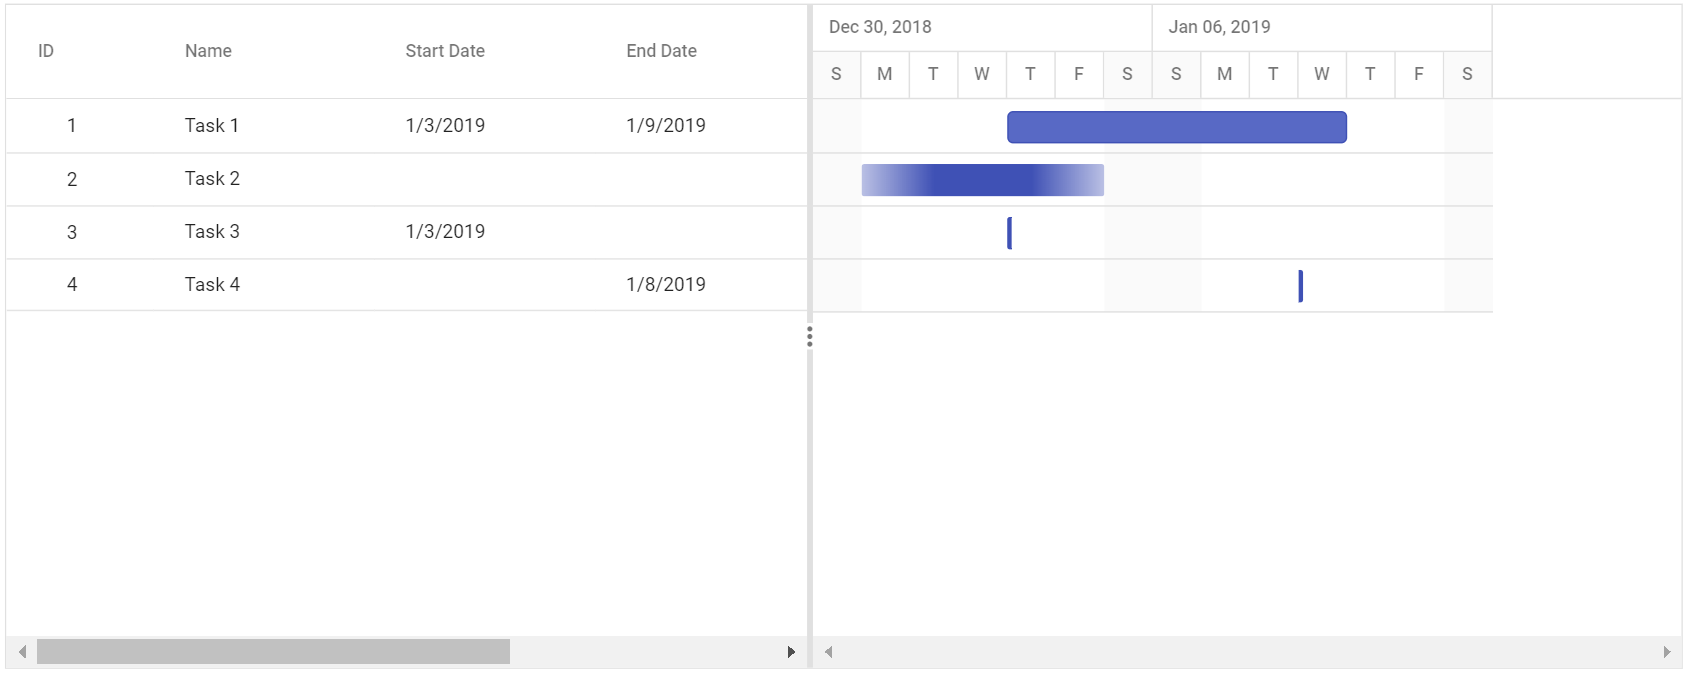 ID Name Start Date End Date
1 Task 1 1/3/2019 1/9/2019
2 Task 2
3 Task 3 1/3/2019
4 Task 4 1/8/2019
Dec 30, 2018 Jan 06, 2019
S M T W T F S S M T W T F S